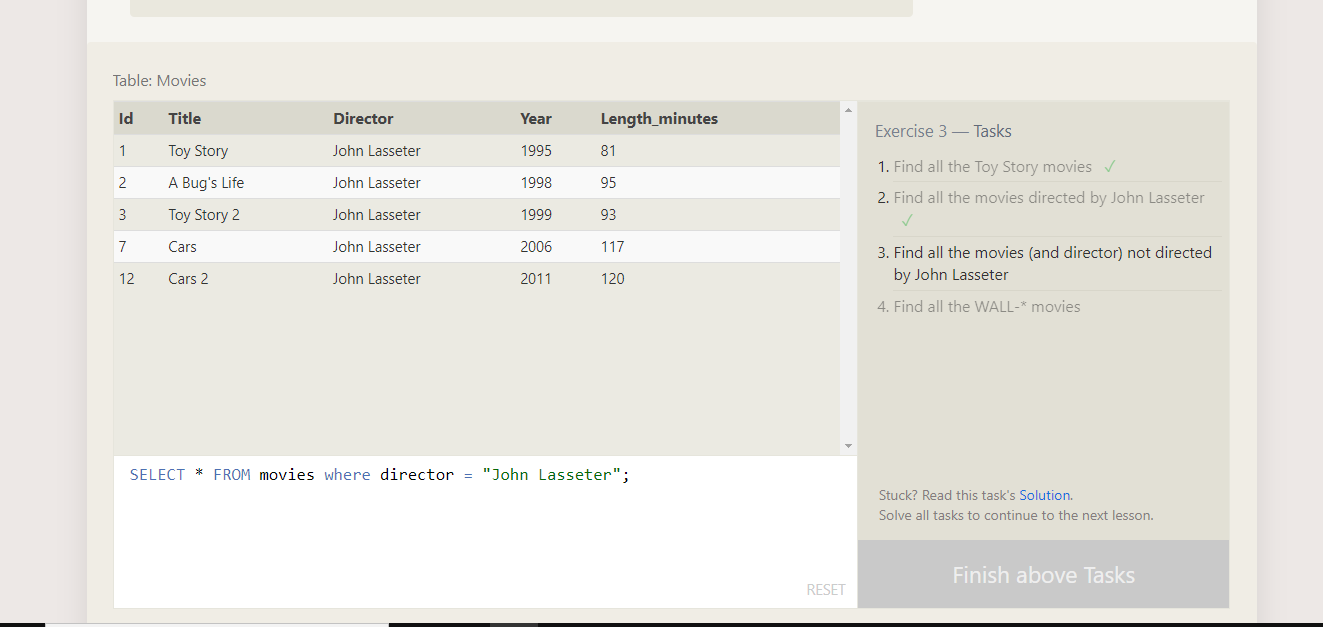 Table: Movies
Id Title Director Year Length_minutes
1 Toy Story John Lasseter 1995 81
2 A Bug's Life John Lasseter 1998 95
3 Toy Story 2 John Lasseter 1999 93
7 Cars John Lasseter 2006 117
12 Cars 2 John Lasseter 2011 120
SELECT * FROM movies where director = "John Lasseter";
RESET
Exercise 3 — Tasks
1. Find all the Toy Story movies ✓
2. Find all the movies directed by John Lasseter
✓
3. Find all the movies (and director) not directed
by John Lasseter
4. Find all the WALL-* movies
Stuck? Read this task's Solution.
Solve all tasks to continue to the next lesson.
Finish above Tasks